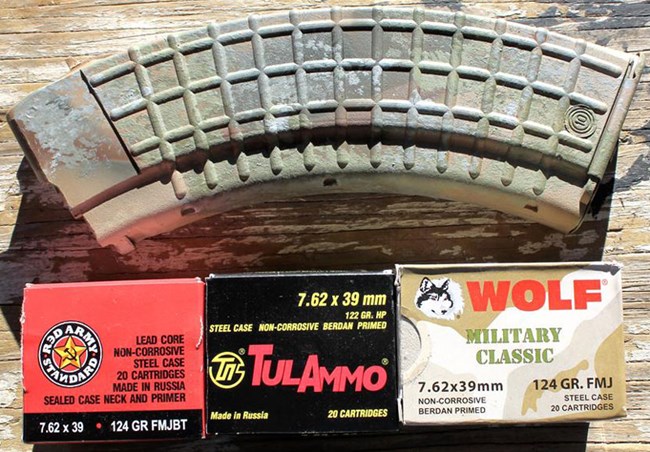 RED ARMY
STANDARD
LEAD CORE
NON-CORROSIVE
STEEL CASE
20 CARTRIDGES
MADE IN RUSSIA
SEALED CASE NECK AND PRIMER
7.62 x 39 • 124 GR FMJBT
7.62 x 39 mm
122 GR. HP
STEEL CASE NON-CORROSIVE BERDAN PRIMED
TULAMMO®
Made in Russia
20 CARTRIDGES
WOLF®
MILITARY
CLASSIC
7.62x39mm
124 GR. FMJ
NON-CORROSIVE
BERDAN PRIMED
STEEL CASE
20 CARTRIDGES